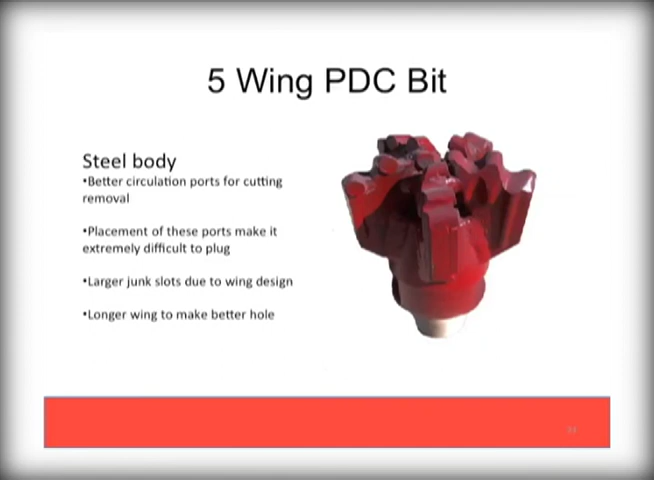 5 Wing PDC Bit
Steel body
•Better circulation ports for cutting
removal
•Placement of these ports make it
extremely difficult to plug
•Larger junk slots due to wing design
•Longer wing to make better hole